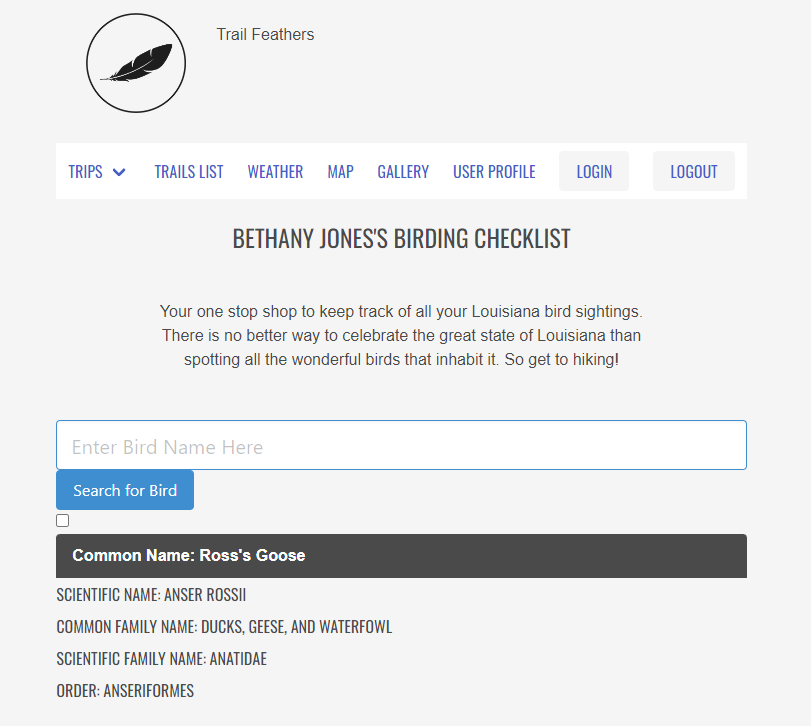 Trail Feathers
TRIPS TRAILS LIST WEATHER MAP GALLERY USER PROFILE LOGIN LOGOUT
BETHANY JONES'S BIRDING CHECKLIST
Your one stop shop to keep track of all your Louisiana bird sightings.
There is no better way to celebrate the great state of Louisiana than
spotting all the wonderful birds that inhabit it. So get to hiking!
Enter Bird Name Here
Search for Bird
Common Name: Ross's Goose
SCIENTIFIC NAME: ANSER ROSSII
COMMON FAMILY NAME: DUCKS, GEESE, AND WATERFOWL
SCIENTIFIC FAMILY NAME: ANATIDAE
ORDER: ANSERIFORMES